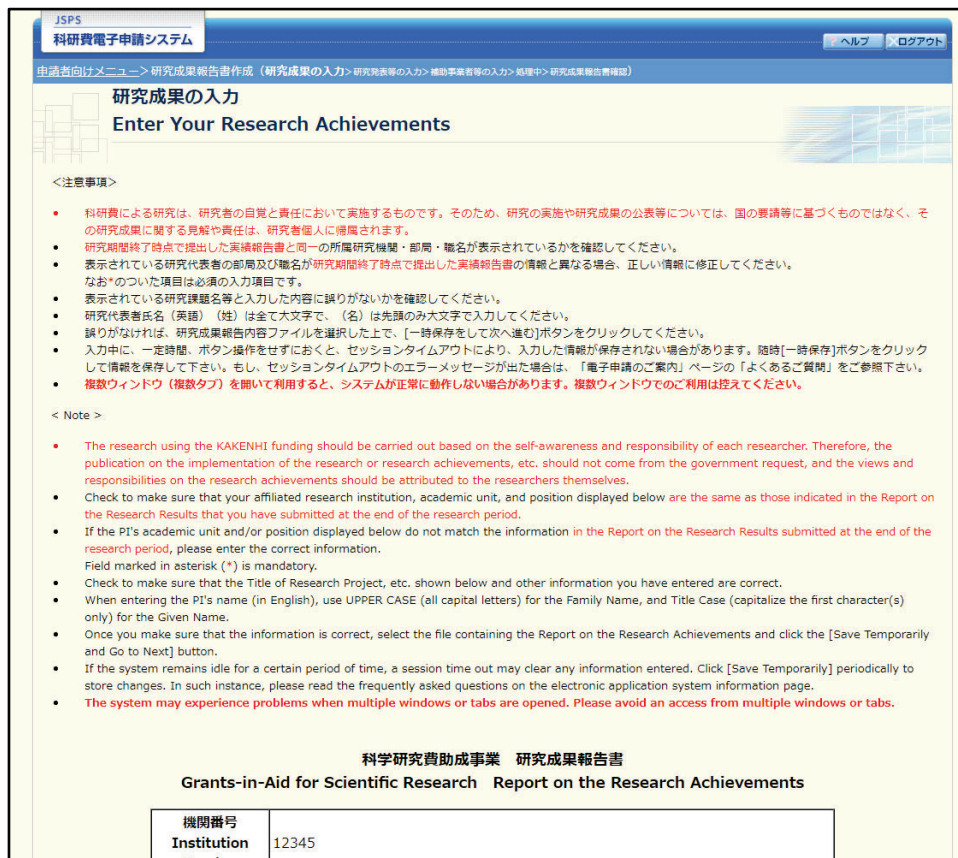 JSPS
科研費電子申請システム
ヘルプ
ログアウト
申請者向けメニュー>研究成果報告書作成（研究成果の入力>研究発表等の入力>補助事業者等の入力>処理中>研究成果報告書確認）
研究成果の入力
Enter Your Research Achievements
＜注意事項＞
• 科研費による研究は、研究者の自覚と責任において実施するものです。そのため、研究の実施や研究成果の公表等については、国の要請等に基づくものではなく、そ
の研究成果に関する見解や責任は、研究者個人に帰属されます。
• 研究期間終了時点で提出した実績報告書と同一の所属研究機関・部局・職名が表示されているかを確認してください。
• 表示されている研究代表者の部局及び職名が研究期間終了時点で提出した実績報告書の情報と異なる場合、正しい情報に修正してください。
なお*のついた項目は必須の入力項目です。
• 表示されている研究課題名等と入力した内容に誤りがないかを確認してください。
• 研究代表者氏名（英語）（姓）は全て大文字で、（名）は先頭のみ大文字で入力してください。
• 誤りがなければ、研究成果報告内容ファイルを選択した上で、[一時保存をして次へ進む]ボタンをクリックしてください。
• 入力中に、一定時間、ボタン操作をせずにおくと、セッションタイムアウトにより、入力した情報が保存されない場合があります。随時[一時保存]ボタンをクリック
して情報を保存して下さい。もし、セッションタイムアウトのエラーメッセージが出た場合は、「電子申請のご案内」ページの「よくあるご質問」をご参照下さい。
• 複数ウィンドウ（複数タブ）を開いて利用すると、システムが正常に動作しない場合があります。複数ウィンドウでのご利用は控えてください。
< Note >
• The research using the KAKENHI funding should be carried out based on the self-awareness and responsibility of each researcher. Therefore, the
publication on the implementation of the research or research achievements, etc. should not come from the government request, and the views and
responsibilities on the research achievements should be attributed to the researchers themselves.
• Check to make sure that your affiliated research institution, academic unit, and position displayed below are the same as those indicated in the Report on
the Research Results that you have submitted at the end of the research period.
• If the PI's academic unit and/or position displayed below do not match the information in the Report on the Research Results submitted at the end of the
research period, please enter the correct information.
Field marked in asterisk (*) is mandatory.
• Check to make sure that the Title of Research Project, etc. shown below and other information you have entered are correct.
• When entering the PI's name (in English), use UPPER CASE (all capital letters) for the Family Name, and Title Case (capitalize the first character(s)
only) for the Given Name.
• Once you make sure that the information is correct, select the file containing the Report on the Research Achievements and click the [Save Temporarily
and Go to Next] button.
• If the system remains idle for a certain period of time, a session time out may clear any information entered. Click [Save Temporarily] periodically to
store changes. In such instance, please read the frequently asked questions on the electronic application system information page.
• The system may experience problems when multiple windows or tabs are opened. Please avoid an access from multiple windows or tabs.
科学研究費助成事業　研究成果報告書
Grants-in-Aid for Scientific Research　Report on the Research Achievements
機関番号
Institution
12345